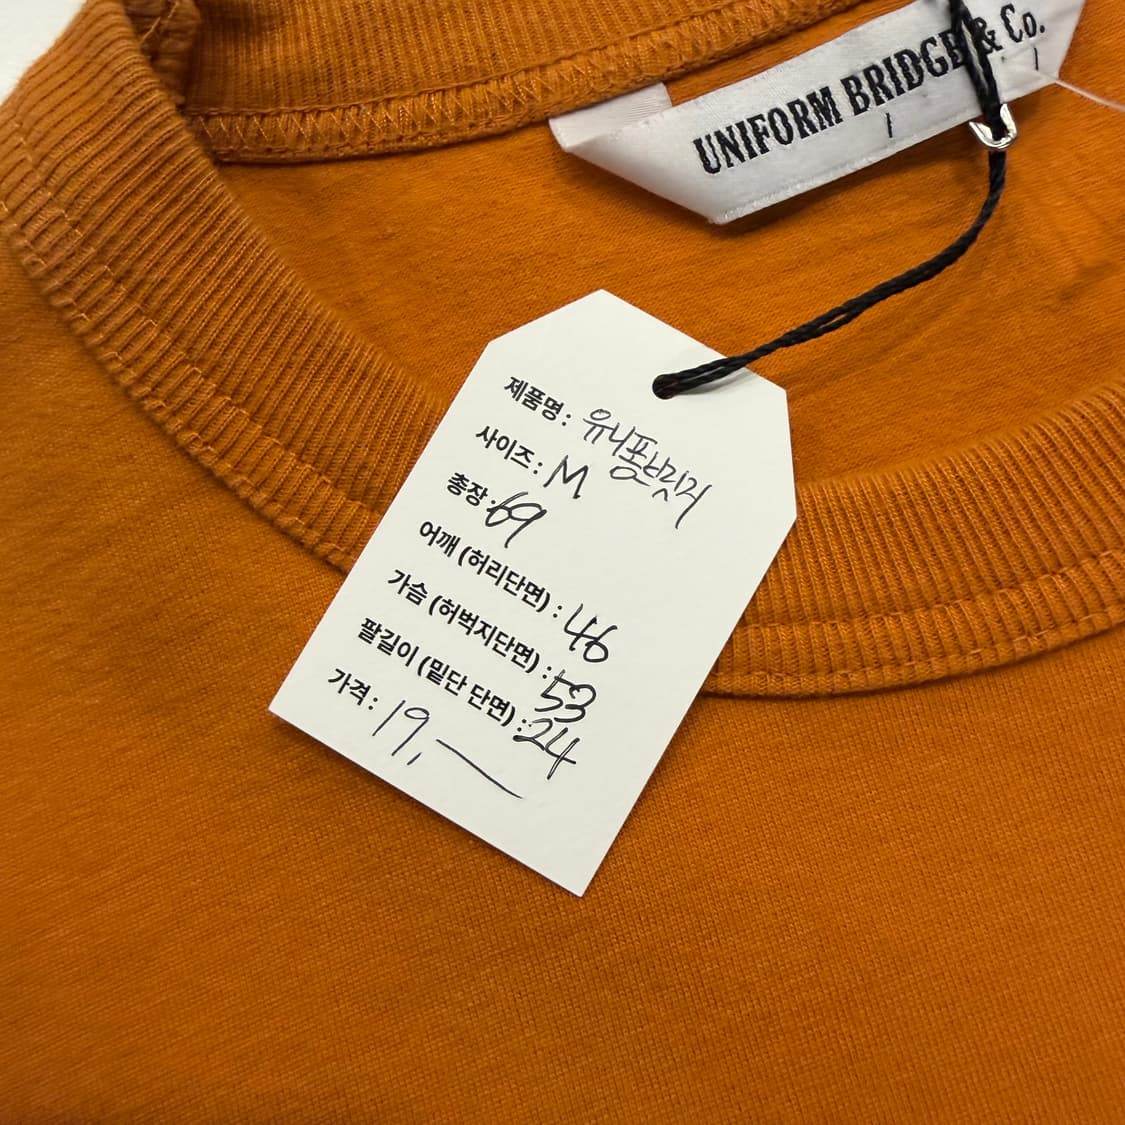 UNIFORM BRIDGE & Co.
제품명 : 유니폼브릿지
사이즈 : M
총장 : 69
어깨 (허리단면) : 46
가슴 (허벅지단면) : 53
팔길이 (밑단 단면) : 24
가격 : 19,—